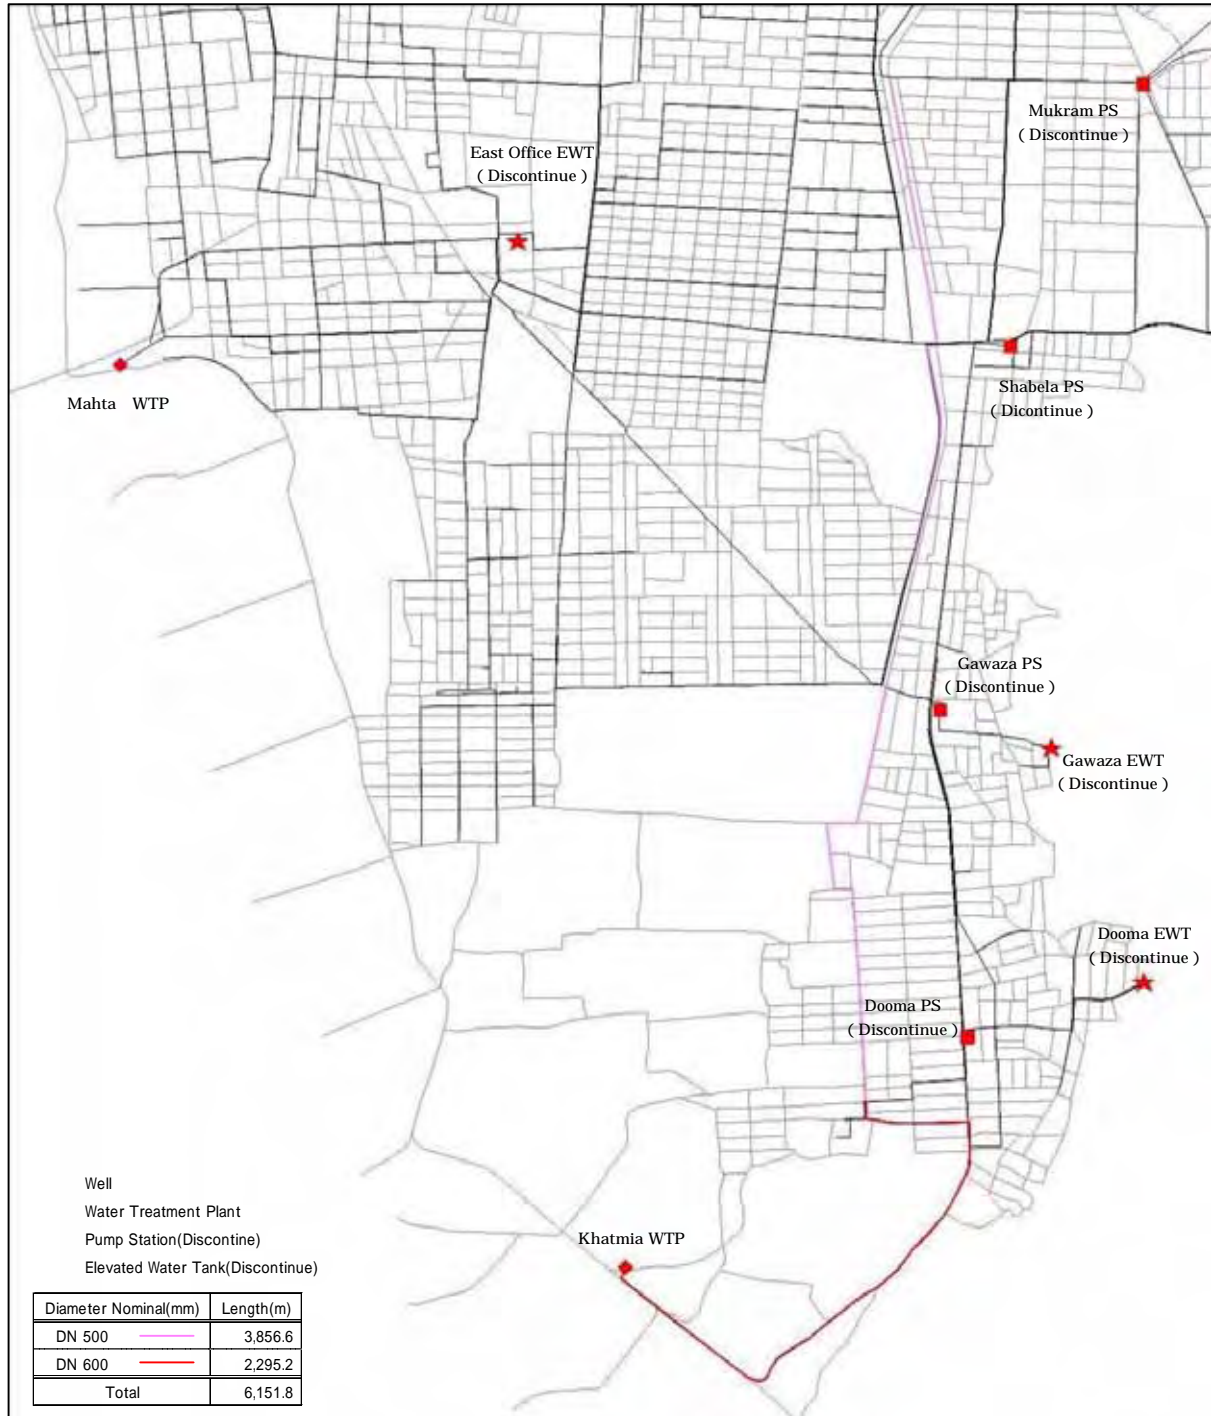 Mukram PS
( Discontinue )
East Office EWT
( Discontinue )
Shabela PS
( Dicontinue )
Mahta WTP
Gawaza PS
( Discontinue )
Gawaza EWT
( Discontinue )
Dooma EWT
( Discontinue )
Dooma PS
( Discontinue )
Khatmia WTP
Well
Water Treatment Plant
Pump Station(Discontine)
Elevated Water Tank(Discontinue)
Diameter Nominal(mm) Length(m)
DN 500 3,856.6
DN 600 2,295.2
Total 6,151.8